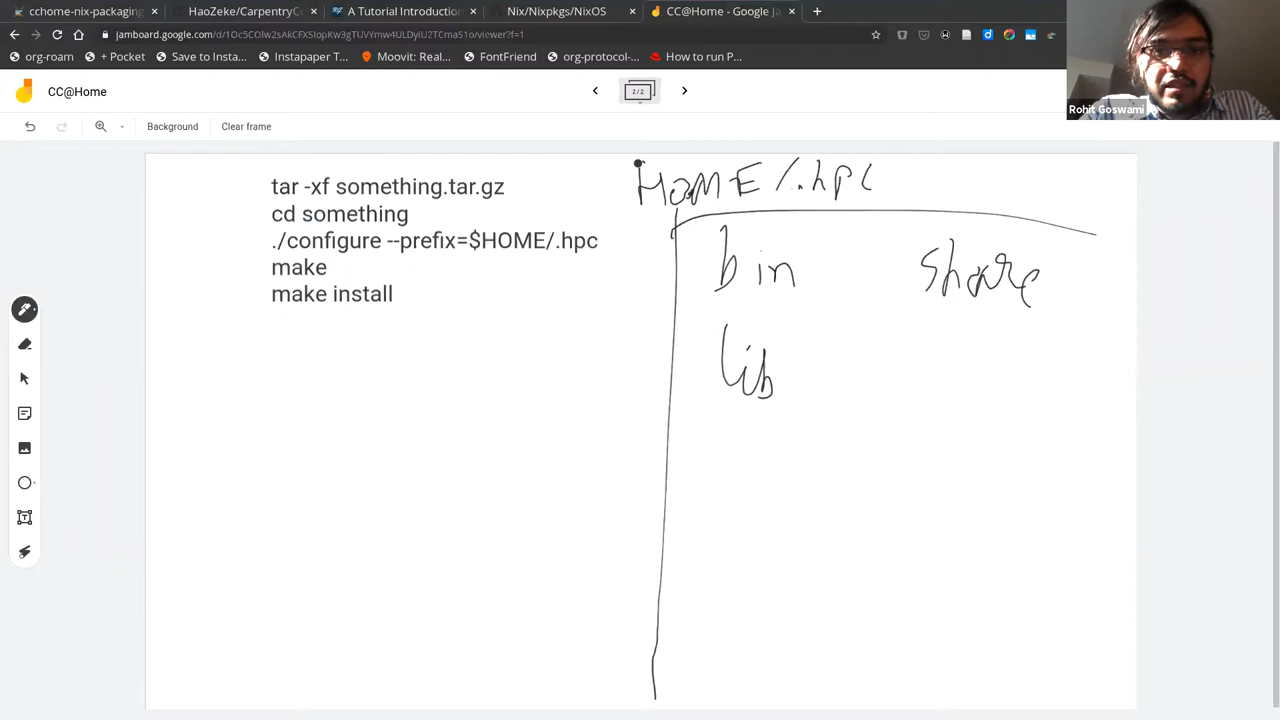 cchome-nix-packaging
HaoZeke/CarpentryCo
A Tutorial Introduction
Nix/Nixpkgs/NixOS
CC@Home - Google Ja
org-roam
+ Pocket
Save to Insta...
Instapaper T...
Moovit: Real...
FontFriend
org-protocol-...
How to run P...
CC@Home
2/2
Background
Clear frame
Rohit Goswami
HOME/.hpc
tar -xf something.tar.gz
cd something
./configure --prefix=$HOME/.hpc
make
make install
bin share
lib